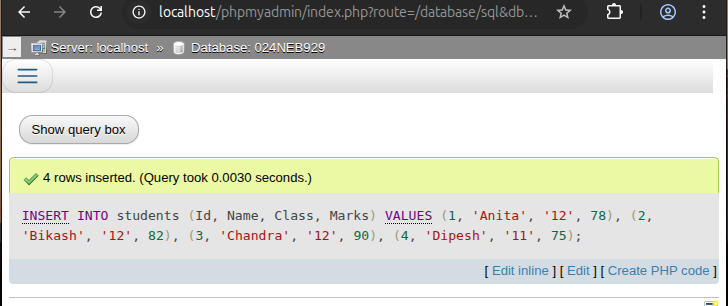 localhost/phpmyadmin/index.php?route=/database/sql&db...
Server: localhost » Database: 024NEB929
Show query box
4 rows inserted. (Query took 0.0030 seconds.)
INSERT INTO students (Id, Name, Class, Marks) VALUES (1, 'Anita', '12', 78), (2,
'Bikash', '12', 82), (3, 'Chandra', '12', 90), (4, 'Dipesh', '11', 75);
[ Edit inline ] [ Edit ] [ Create PHP code ]